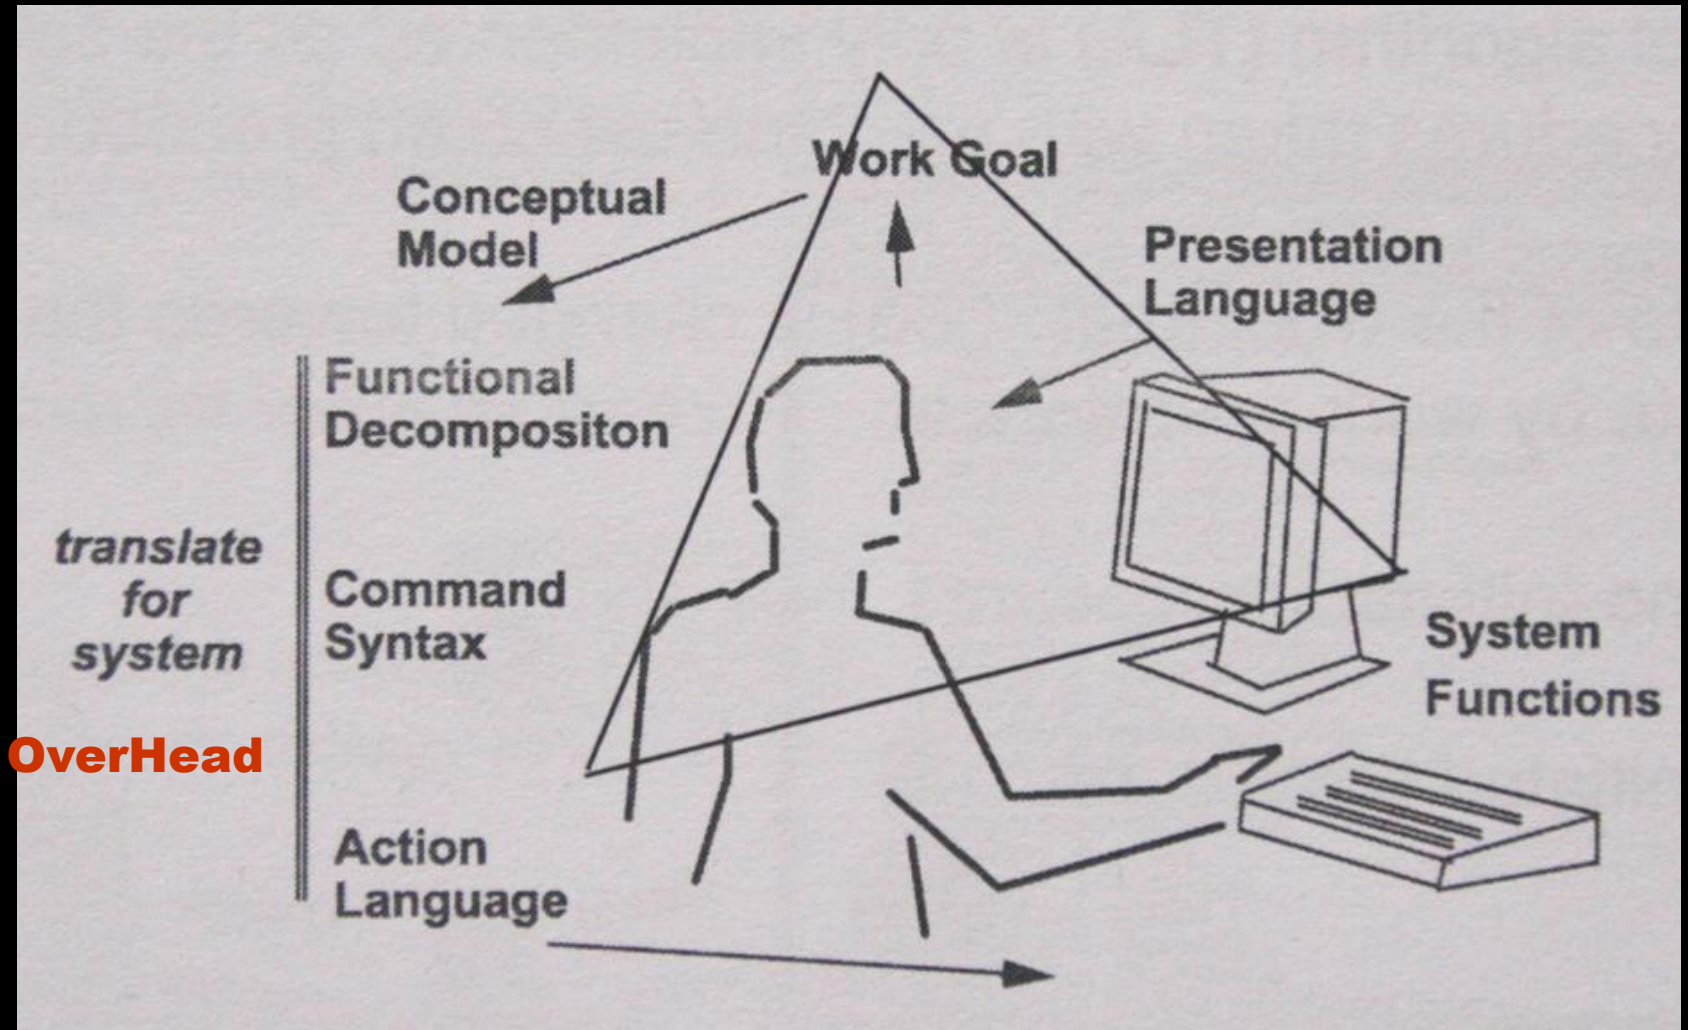 Work Goal
Conceptual
Model
Presentation
Language
Functional
Decompositon
translate
for
system
Command
Syntax
System
Functions
OverHead
Action
Language